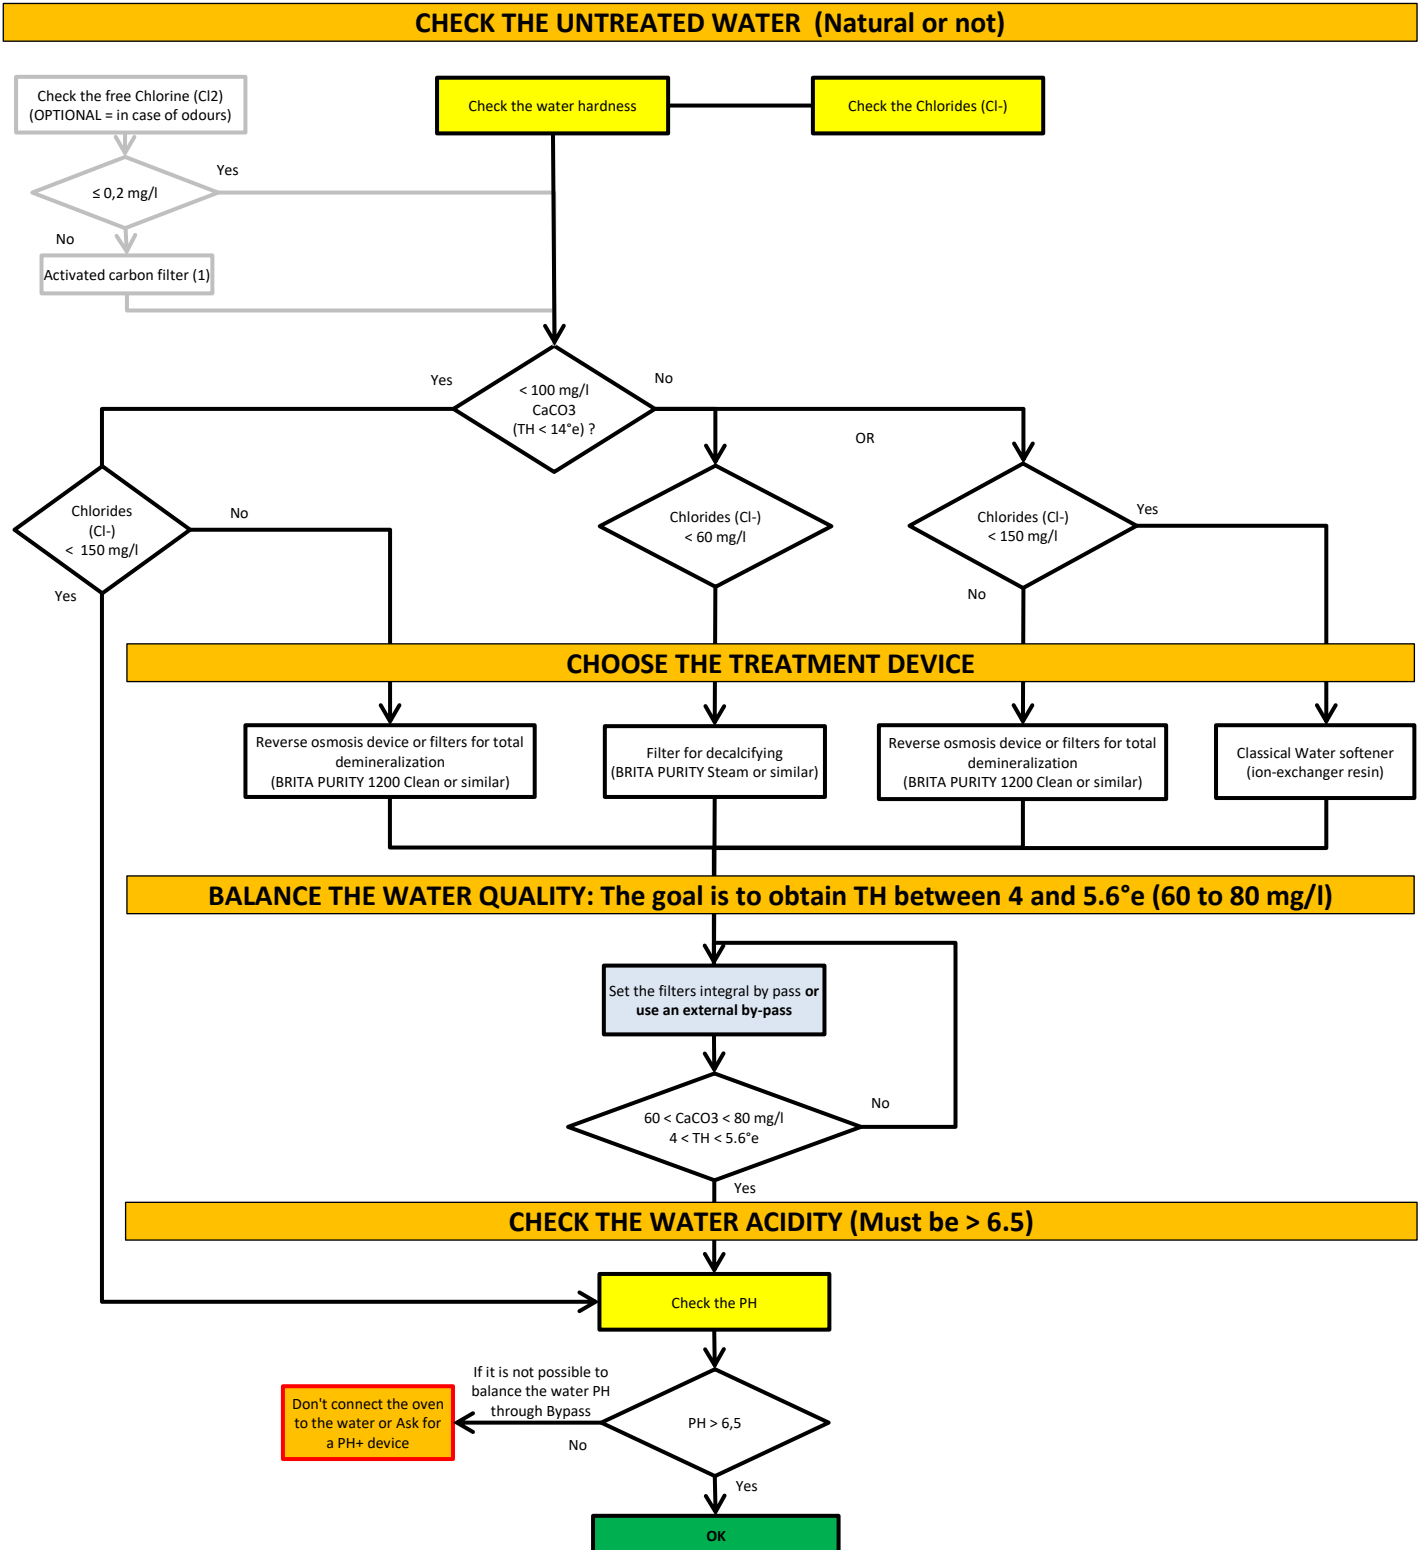 CHECK THE UNTREATED WATER  (Natural or not)
Check the free Chlorine (Cl2)
(OPTIONAL = in case of odours)
Check the water hardness
Check the Chlorides (Cl-)
Yes
≤ 0,2 mg/l
No
Activated carbon filter (1)
Yes
No
< 100 mg/l
CaCO3
(TH < 14°e) ?
OR
Chlorides
(Cl-)
<  150 mg/l
No
Yes
Chlorides (Cl-)
< 60 mg/l
Chlorides (Cl-)
< 150 mg/l
Yes
No
CHOOSE THE TREATMENT DEVICE
Reverse osmosis device or filters for total
demineralization
(BRITA PURITY 1200 Clean or similar)
Filter for decalcifying
(BRITA PURITY Steam or similar)
Reverse osmosis device or filters for total
demineralization
(BRITA PURITY 1200 Clean or similar)
Classical Water softener
(ion-exchanger resin)
BALANCE THE WATER QUALITY: The goal is to obtain TH between 4 and 5.6°e (60 to 80 mg/l)
Set the filters integral by pass or
use an external by-pass
60 < CaCO3 < 80 mg/l
4 < TH < 5.6°e
No
Yes
CHECK THE WATER ACIDITY (Must be > 6.5)
Check the PH
If it is not possible to
balance the water PH
through Bypass
Don't connect the oven
to the water or Ask for
a PH+ device
No
PH > 6,5
Yes
OK